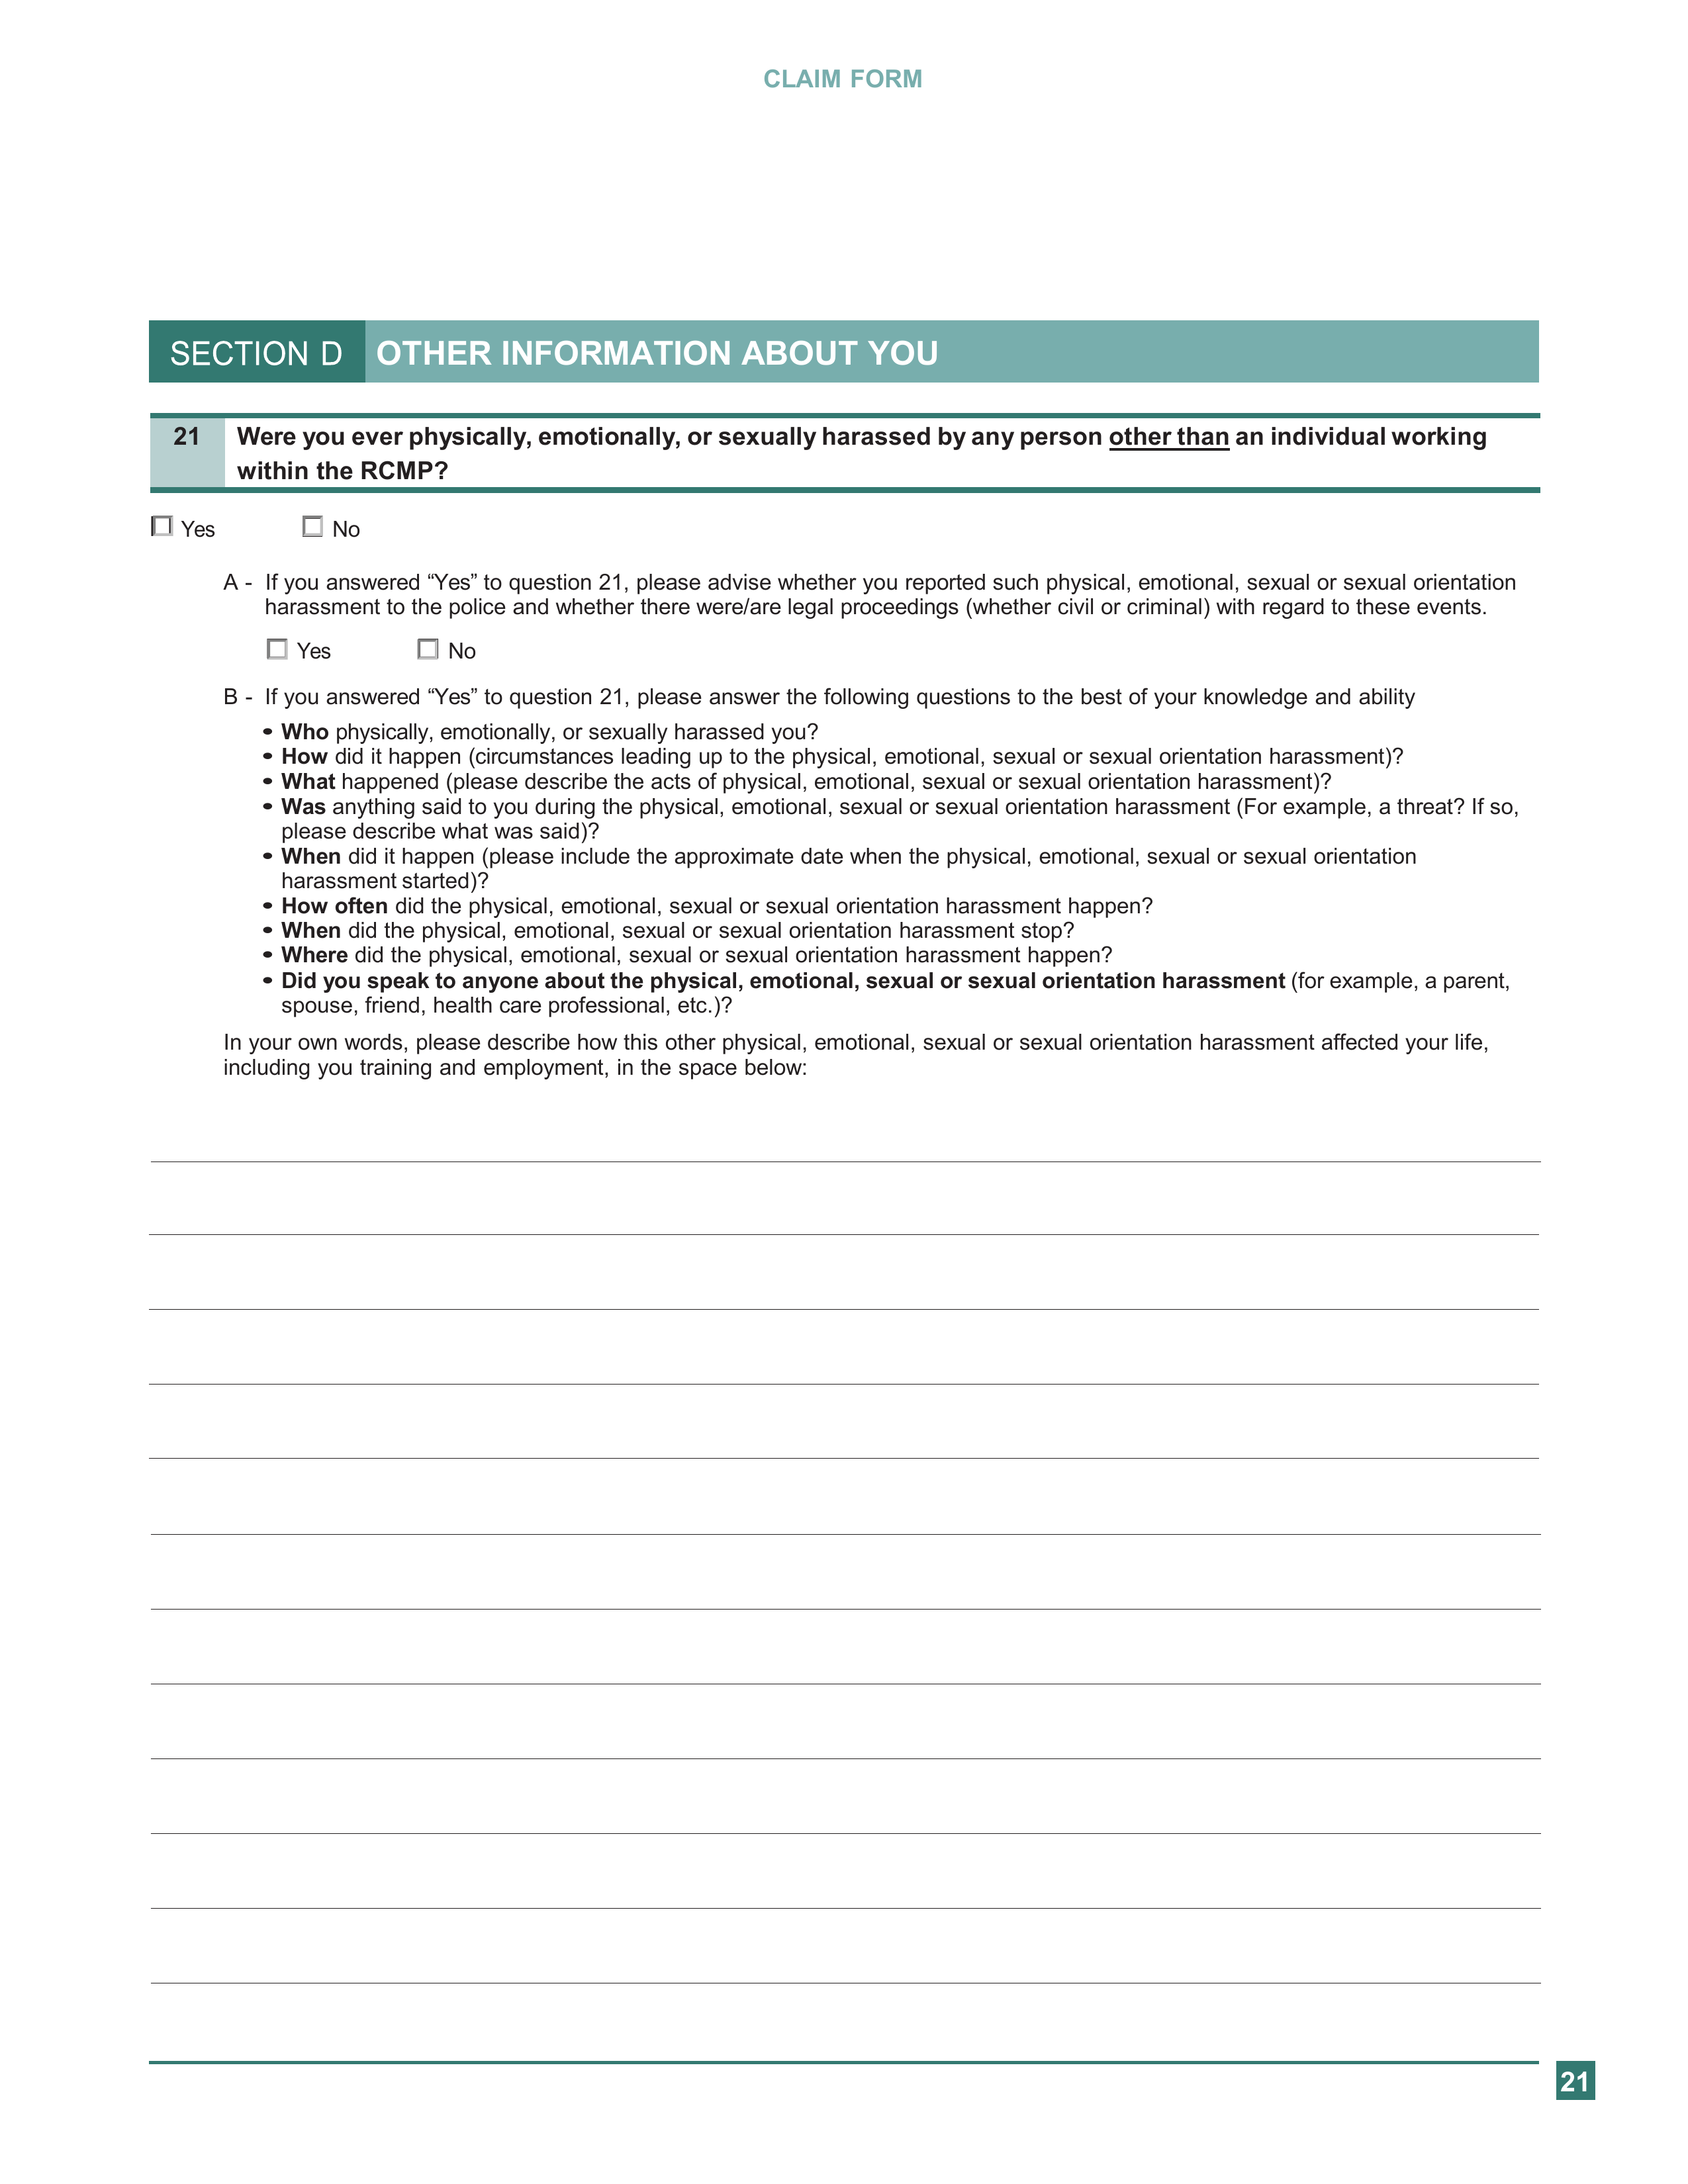 CLAIM FORM
SECTION D OTHER INFORMATION ABOUT YOU
21 Were you ever physically, emotionally, or sexually harassed by any person other than an individual working
within the RCMP?
Yes No
A - If you answered “Yes” to question 21, please advise whether you reported such physical, emotional, sexual or sexual orientation
harassment to the police and whether there were/are legal proceedings (whether civil or criminal) with regard to these events.
Yes No
B - If you answered “Yes” to question 21, please answer the following questions to the best of your knowledge and ability
• Who physically, emotionally, or sexually harassed you?
• How did it happen (circumstances leading up to the physical, emotional, sexual or sexual orientation harassment)?
• What happened (please describe the acts of physical, emotional, sexual or sexual orientation harassment)?
• Was anything said to you during the physical, emotional, sexual or sexual orientation harassment (For example, a threat? If so,
please describe what was said)?
• When did it happen (please include the approximate date when the physical, emotional, sexual or sexual orientation
harassment started)?
• How often did the physical, emotional, sexual or sexual orientation harassment happen?
• When did the physical, emotional, sexual or sexual orientation harassment stop?
• Where did the physical, emotional, sexual or sexual orientation harassment happen?
• Did you speak to anyone about the physical, emotional, sexual or sexual orientation harassment (for example, a parent,
spouse, friend, health care professional, etc.)?
In your own words, please describe how this other physical, emotional, sexual or sexual orientation harassment affected your life,
including you training and employment, in the space below:
21